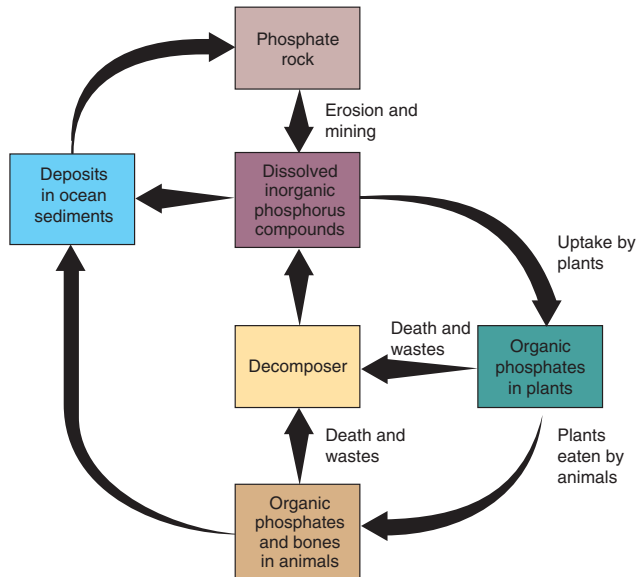 Phosphate
rock
Erosion and
mining
Deposits
in ocean
sediments
Dissolved
inorganic
phosphorus
compounds
Uptake by
plants
Death and
wastes
Decomposer
Organic
phosphates
in plants
Death and
wastes
Plants
eaten by
animals
Organic
phosphates
and bones
in animals